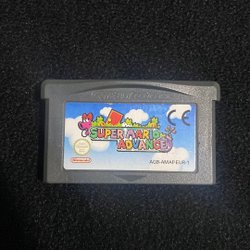 SUPER MARIO
ADVANCE
CE
Nintendo
AGB-AMAP-EUR-1